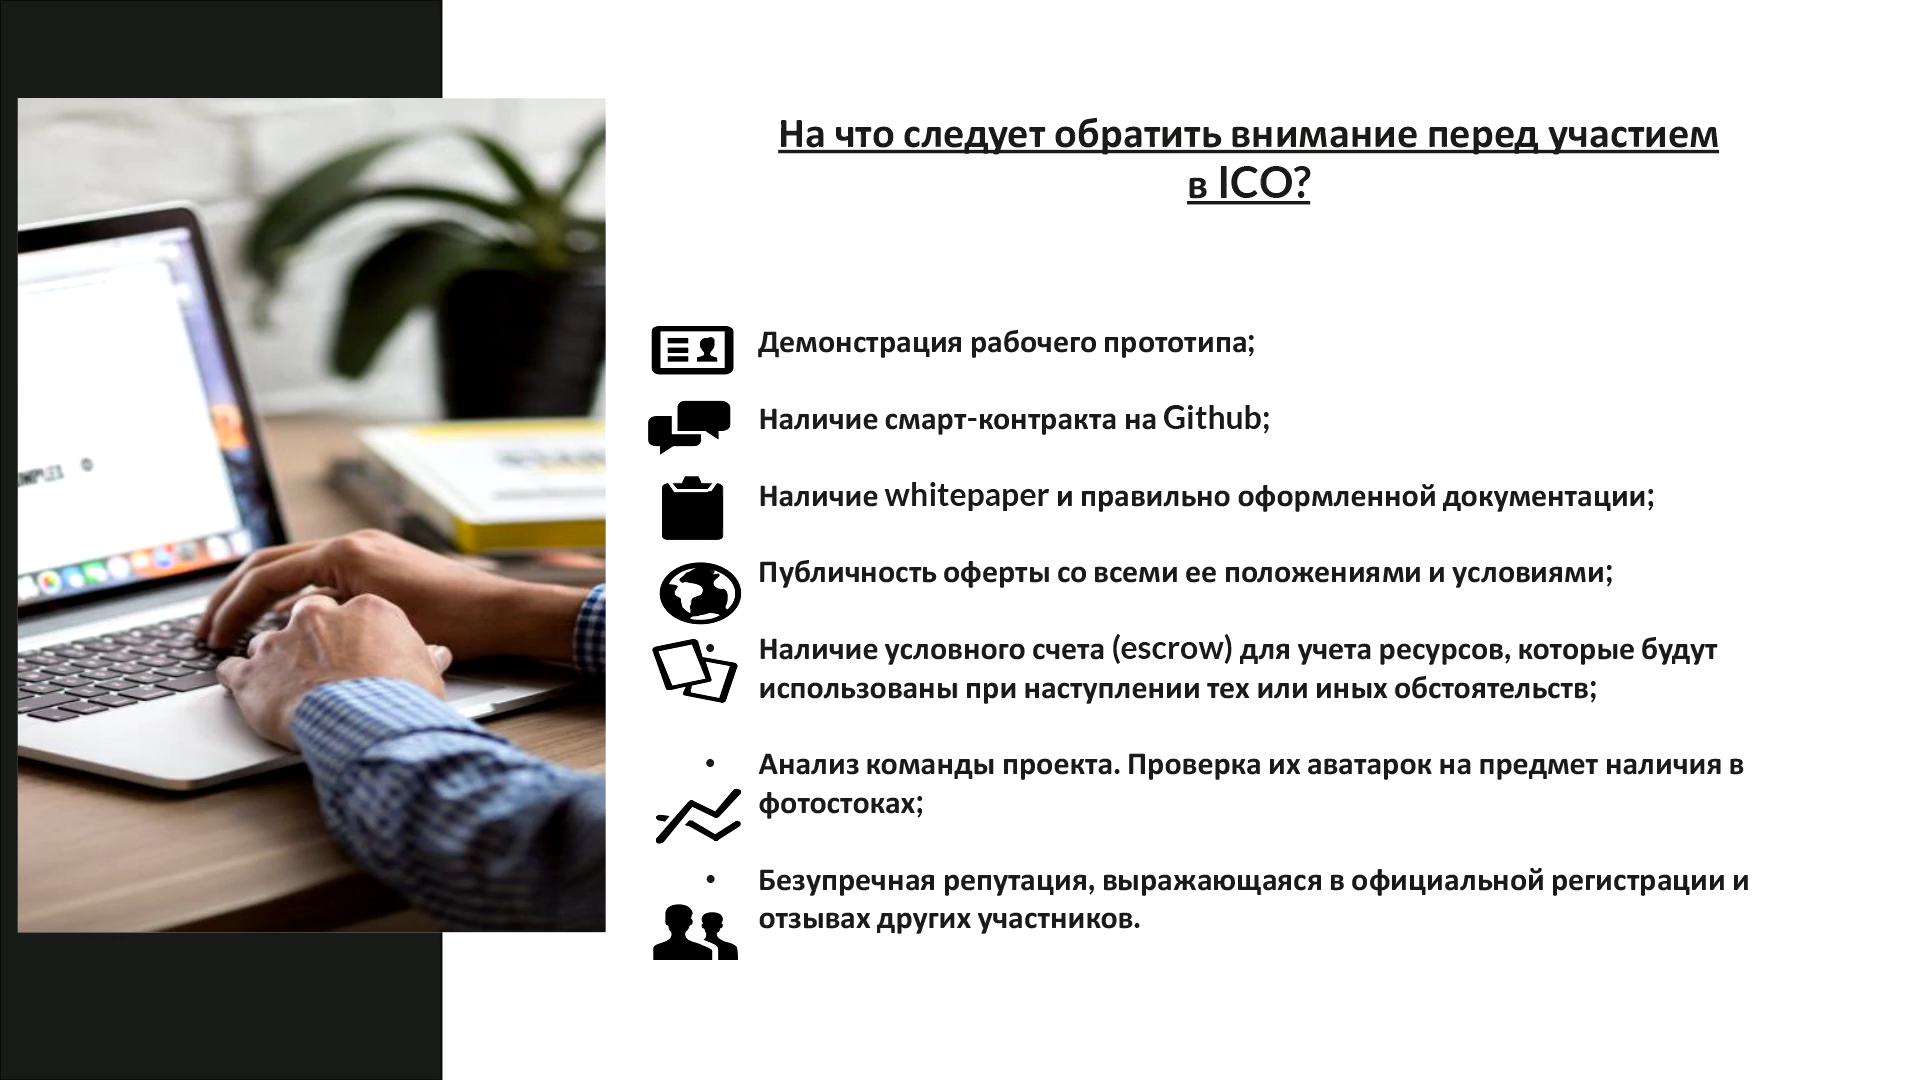 На что следует обратить внимание перед участием
в ICO?
Демонстрация рабочего прототипа;
Наличие смарт-контракта на Github;
Наличие whitepaper и правильно оформленной документации;
Публичность оферты со всеми ее положениями и условиями;
• Наличие условного счета (escrow) для учета ресурсов, которые будут
использованы при наступлении тех или иных обстоятельств;
• Анализ команды проекта. Проверка их аватарок на предмет наличия в
фотостоках;
• Безупречная репутация, выражающаяся в официальной регистрации и
отзывах других участников.